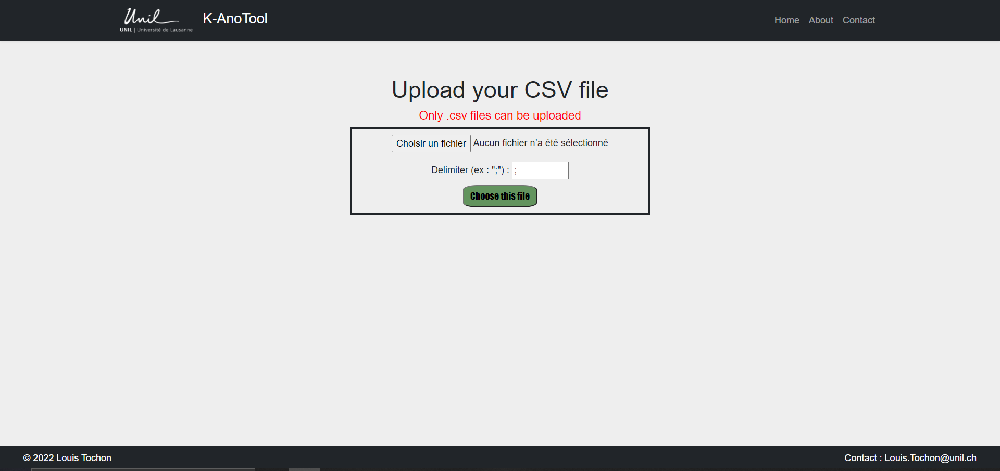 Unil
UNIL | Université de Lausanne
K-AnoTool
Home About Contact
Upload your CSV file
Only .csv files can be uploaded
Choisir un fichier Aucun fichier n’a été sélectionné
Delimiter (ex : ";") : ;
Choose this file
© 2022 Louis Tochon
Contact : Louis.Tochon@unil.ch